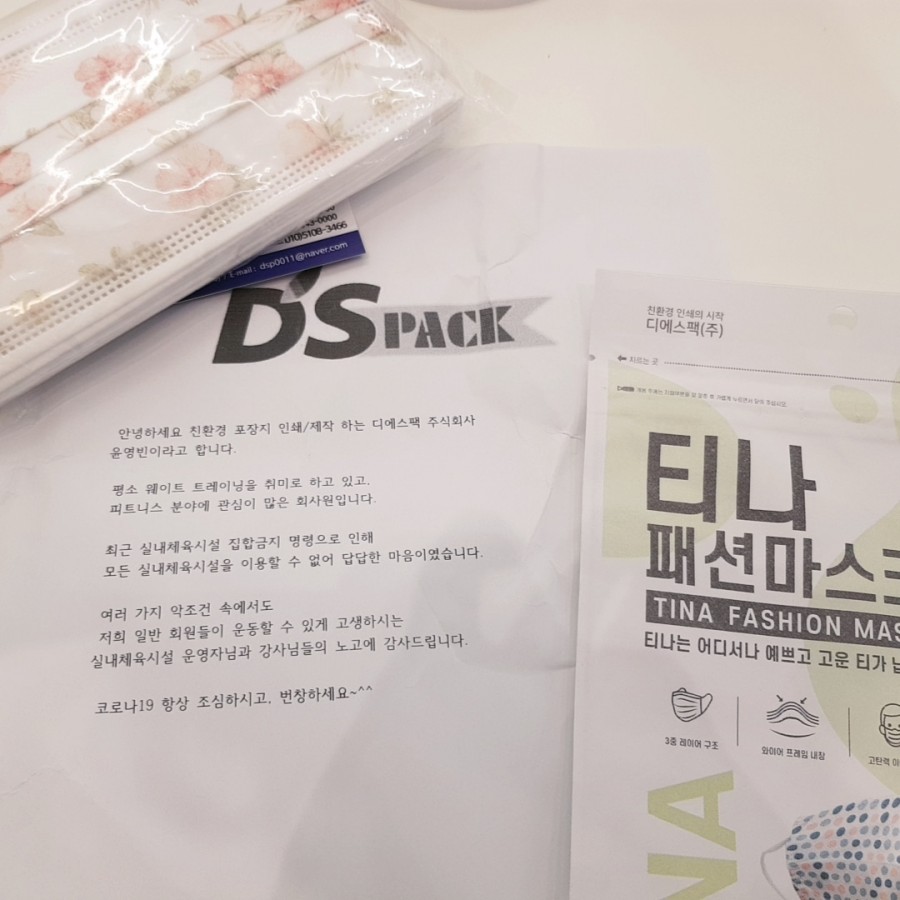 010)5108-3466
/ E-mail : dsp0011@naver.com
D'S PACK
안녕하세요 친환경 포장지 인쇄/제작 하는 디에스팩 주식회사
윤영빈이라고 합니다.
평소 웨이트 트레이닝을 취미로 하고 있고,
피트니스 분야에 관심이 많은 회사원입니다.
최근 실내체육시설 집합금지 명령으로 인해
모든 실내체육시설을 이용할 수 없어 답답한 마음이였습니다.
여러 가지 악조건 속에서도
저희 일반 회원들이 운동할 수 있게 고생하시는
실내체육시설 운영자님과 강사님들의 노고에 감사드립니다.
코로나19 항상 조심하시고, 번창하세요~^^
친환경 인쇄의 시작
디에스팩(주)
자르는 곳
티나
패션마스크
TINA FASHION MAS
티나는 어디서나 예쁘고 고운 티가 납
3중 레이어 구조
와이어 프레임 내장
고탄력 이
NA